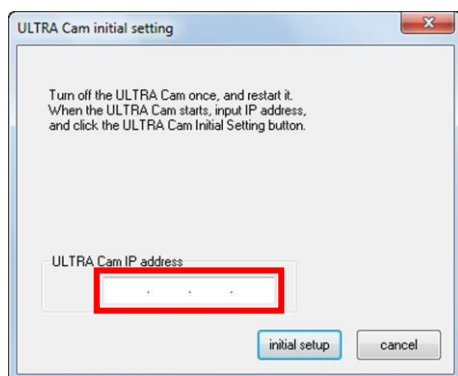 ULTRA Cam initial setting
Turn off the ULTRA Cam once, and restart it.
When the ULTRA Cam starts, input IP address,
and click the ULTRA Cam Initial Setting button.
ULTRA Cam IP address
. . .
initial setup
cancel